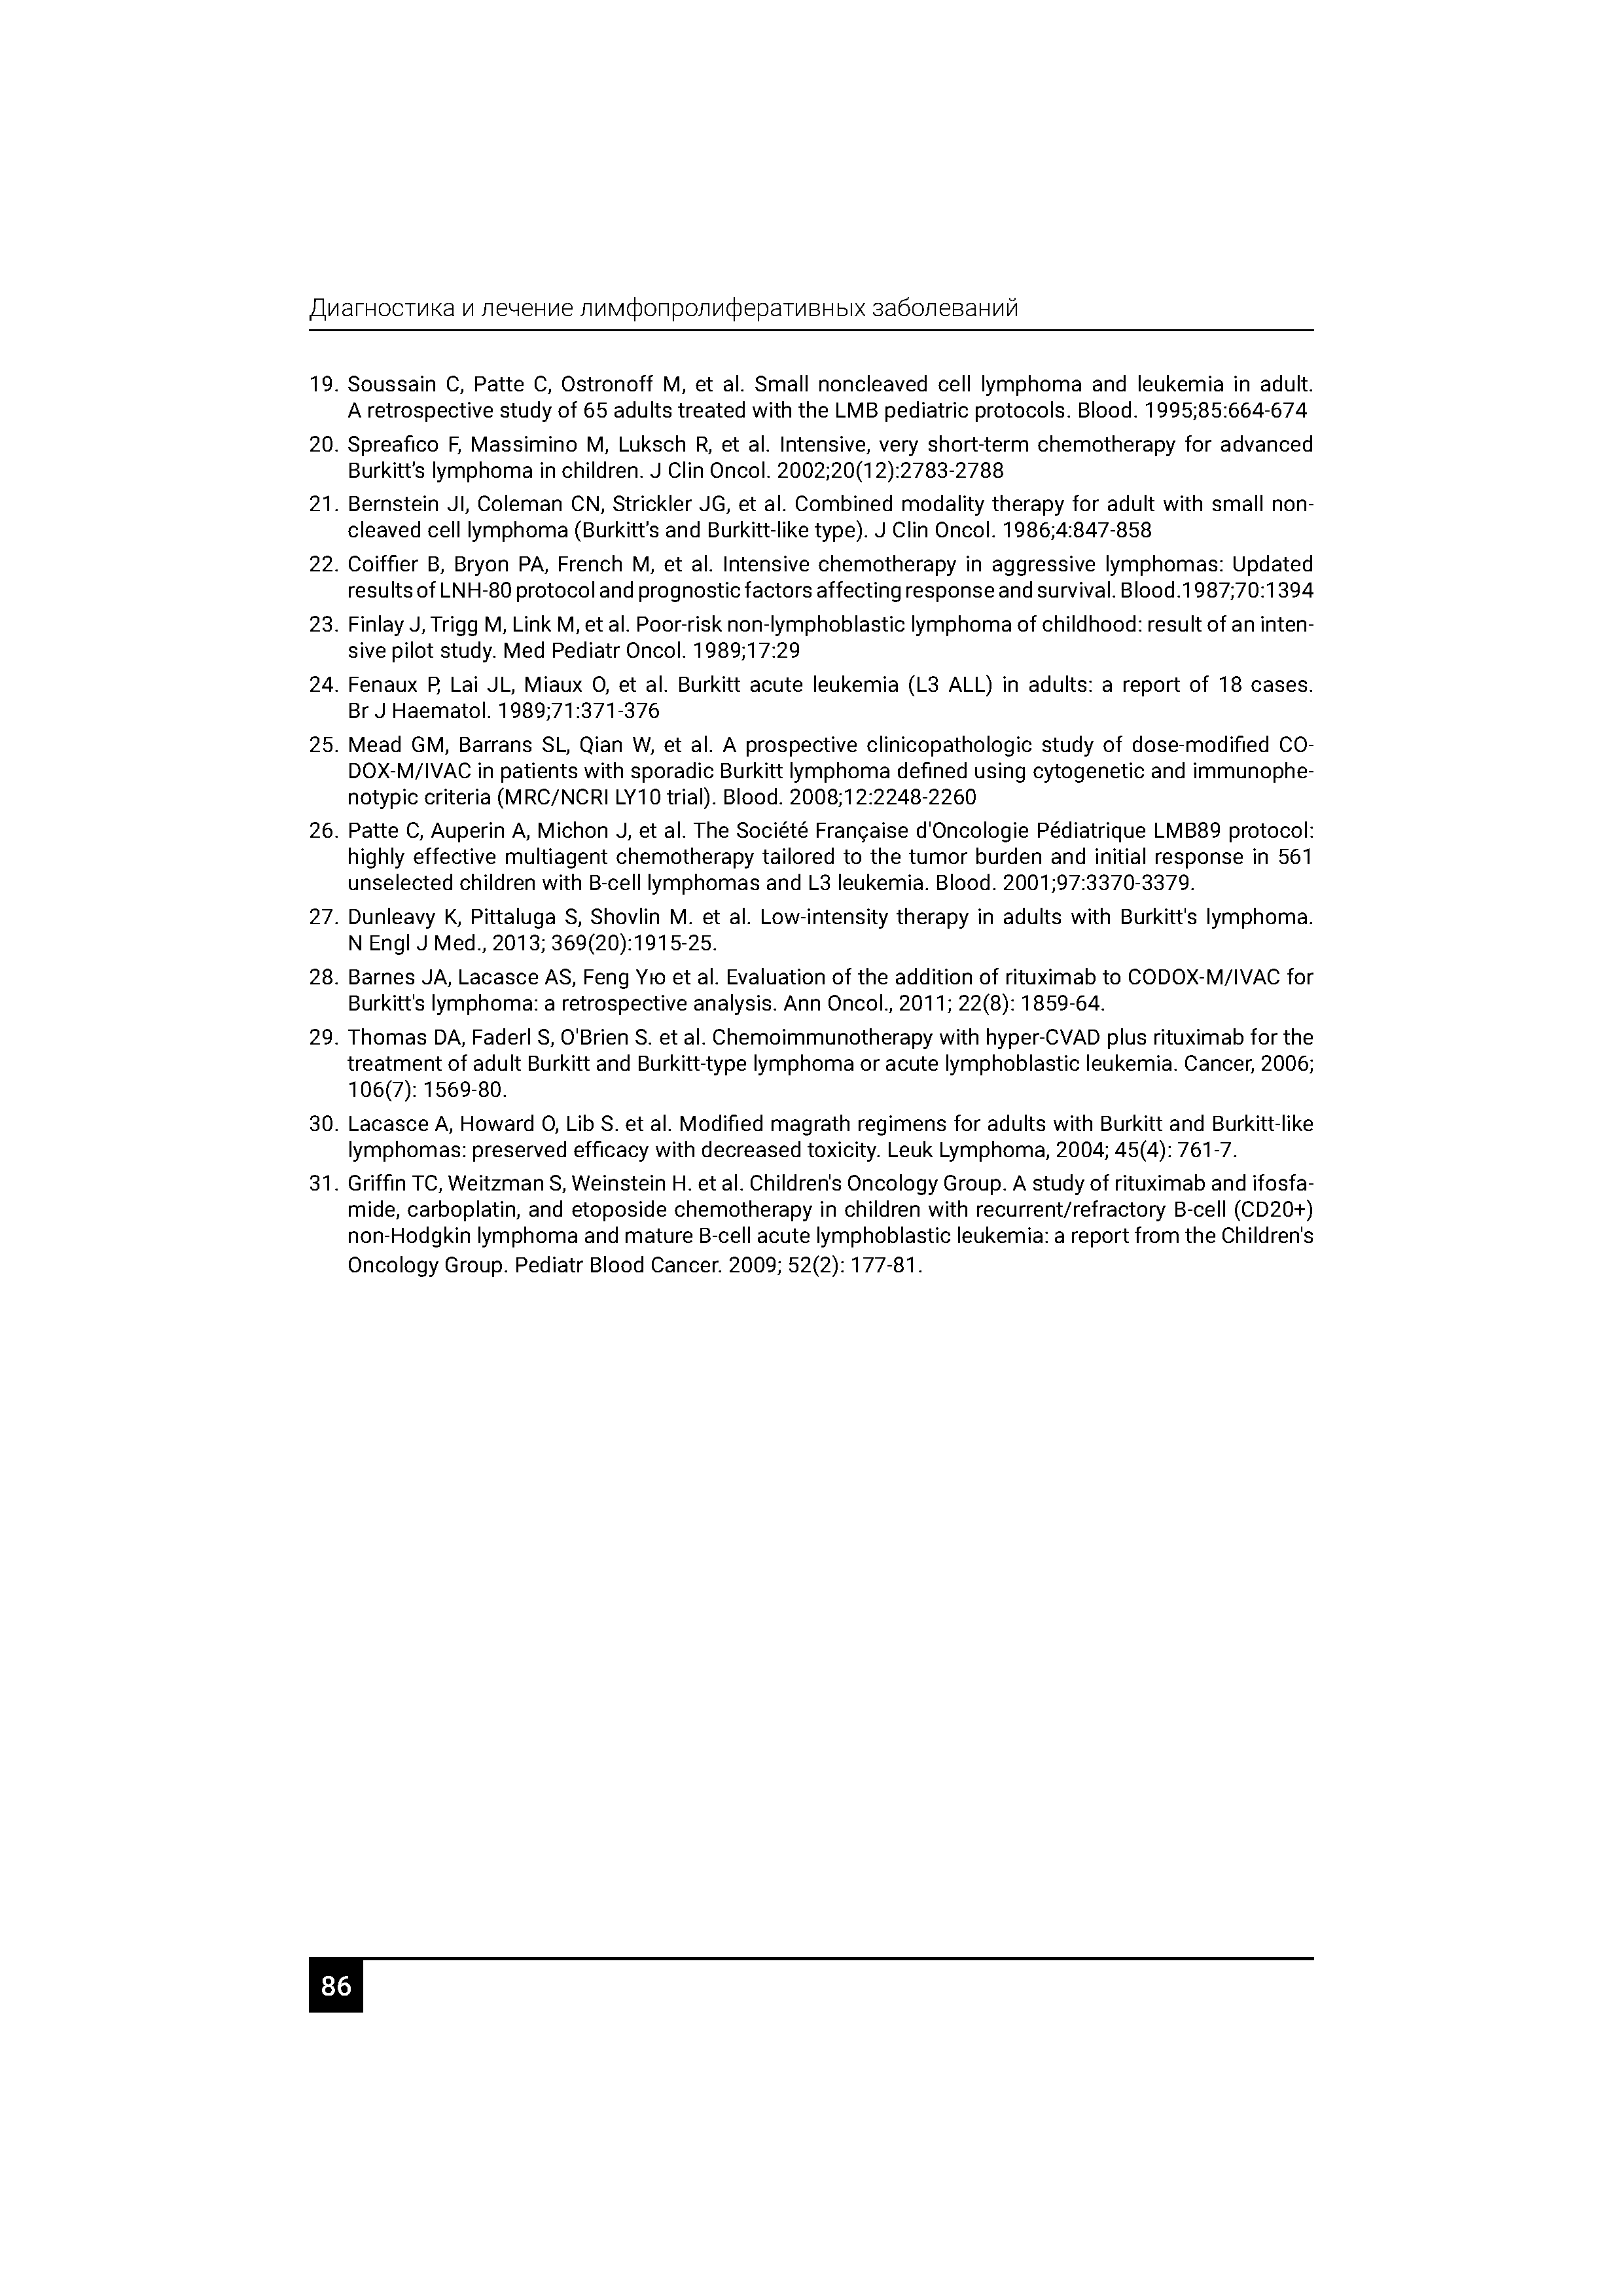 Диагностика и лечение лимфопролиферативных заболеваний
19. Soussain C, Patte C, Ostronoff M, et al. Small noncleaved cell lymphoma and leukemia in adult.
A retrospective study of 65 adults treated with the LMB pediatric protocols. Blood. 1995;85:664-674
20. Spreafico F, Massimino M, Luksch R, et al. Intensive, very short-term chemotherapy for advanced
Burkitt’s lymphoma in children. J Clin Oncol. 2002;20(12):2783-2788
21. Bernstein JI, Coleman CN, Strickler JG, et al. Combined modality therapy for adult with small non-
cleaved cell lymphoma (Burkitt’s and Burkitt-like type). J Clin Oncol. 1986;4:847-858
22. Coiffier B, Bryon PA, French M, et al. Intensive chemotherapy in aggressive lymphomas: Updated
results of LNH-80 protocol and prognostic factors affecting response and survival. Blood.1987;70:1394
23. Finlay J, Trigg M, Link M, et al. Poor-risk non-lymphoblastic lymphoma of childhood: result of an inten-
sive pilot study. Med Pediatr Oncol. 1989;17:29
24. Fenaux P, Lai JL, Miaux O, et al. Burkitt acute leukemia (L3 ALL) in adults: a report of 18 cases.
Br J Haematol. 1989;71:371-376
25. Mead GM, Barrans SL, Qian W, et al. A prospective clinicopathologic study of dose-modified CO-
DOX-M/IVAC in patients with sporadic Burkitt lymphoma defined using cytogenetic and immunophe-
notypic criteria (MRC/NCRI LY10 trial). Blood. 2008;12:2248-2260
26. Patte C, Auperin A, Michon J, et al. The Société Française d'Oncologie Pédiatrique LMB89 protocol:
highly effective multiagent chemotherapy tailored to the tumor burden and initial response in 561
unselected children with B-cell lymphomas and L3 leukemia. Blood. 2001;97:3370-3379.
27. Dunleavy K, Pittaluga S, Shovlin M. et al. Low-intensity therapy in adults with Burkitt's lymphoma.
N Engl J Med., 2013; 369(20):1915-25.
28. Barnes JA, Lacasce AS, Feng Yю et al. Evaluation of the addition of rituximab to CODOX-M/IVAC for
Burkitt's lymphoma: a retrospective analysis. Ann Oncol., 2011; 22(8): 1859-64.
29. Thomas DA, Faderl S, O'Brien S. et al. Chemoimmunotherapy with hyper-CVAD plus rituximab for the
treatment of adult Burkitt and Burkitt-type lymphoma or acute lymphoblastic leukemia. Cancer, 2006;
106(7): 1569-80.
30. Lacasce A, Howard O, Lib S. et al. Modified magrath regimens for adults with Burkitt and Burkitt-like
lymphomas: preserved efficacy with decreased toxicity. Leuk Lymphoma, 2004; 45(4): 761-7.
31. Griffin TC, Weitzman S, Weinstein H. et al. Children's Oncology Group. A study of rituximab and ifosfa-
mide, carboplatin, and etoposide chemotherapy in children with recurrent/refractory B-cell (CD20+)
non-Hodgkin lymphoma and mature B-cell acute lymphoblastic leukemia: a report from the Children's
Oncology Group. Pediatr Blood Cancer. 2009; 52(2): 177-81.
86